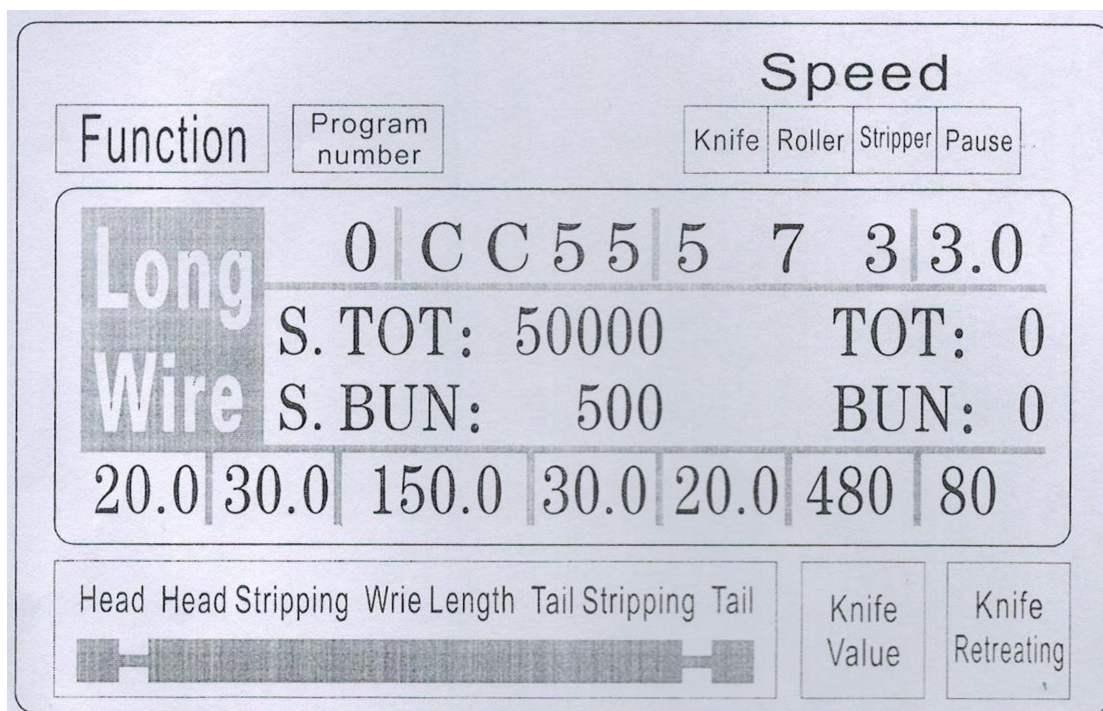 Speed
Function Program number Knife Roller Stripper Pause
Long Wire
0 C C 5 5 5 7 3 3.0
S. TOT: 50000 TOT: 0
S. BUN: 500 BUN: 0
20.0 30.0 150.0 30.0 20.0 480 80
Head Head Stripping Wrie Length Tail Stripping Tail
Knife Value
Knife Retreating